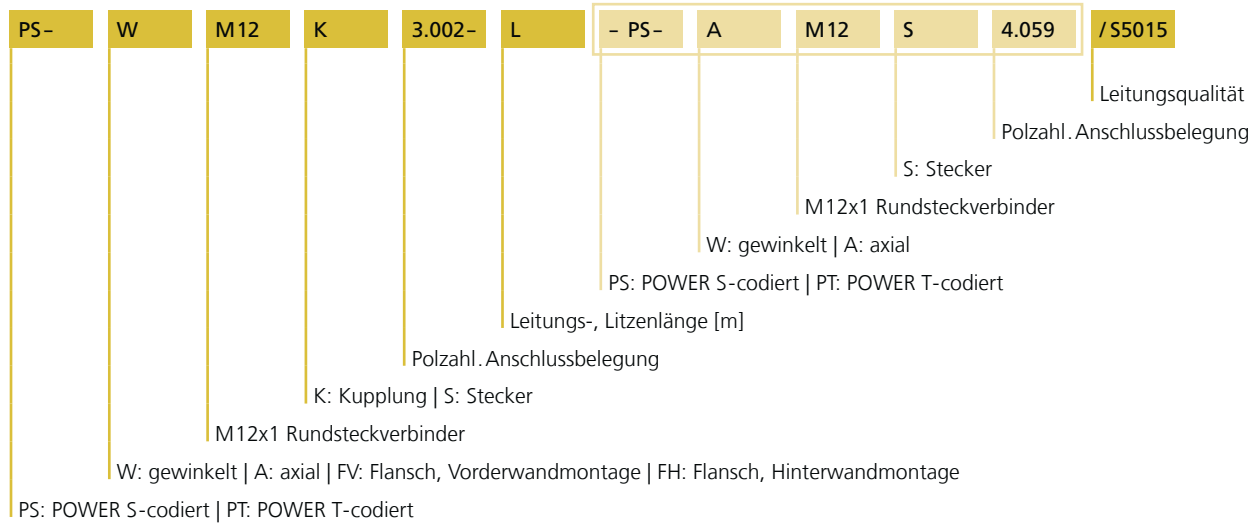 PS– W M12 K 3.002– L – PS– A M12 S 4.059 / S5015
Leitungsqualität
Polzahl. Anschlussbelegung
S: Stecker
M12x1 Rundsteckverbinder
W: gewinkelt | A: axial
PS: POWER S-codiert | PT: POWER T-codiert
Leitungs-, Litzenlänge [m]
Polzahl. Anschlussbelegung
K: Kupplung | S: Stecker
M12x1 Rundsteckverbinder
W: gewinkelt | A: axial | FV: Flansch, Vorderwandmontage | FH: Flansch, Hinterwandmontage
PS: POWER S-codiert | PT: POWER T-codiert